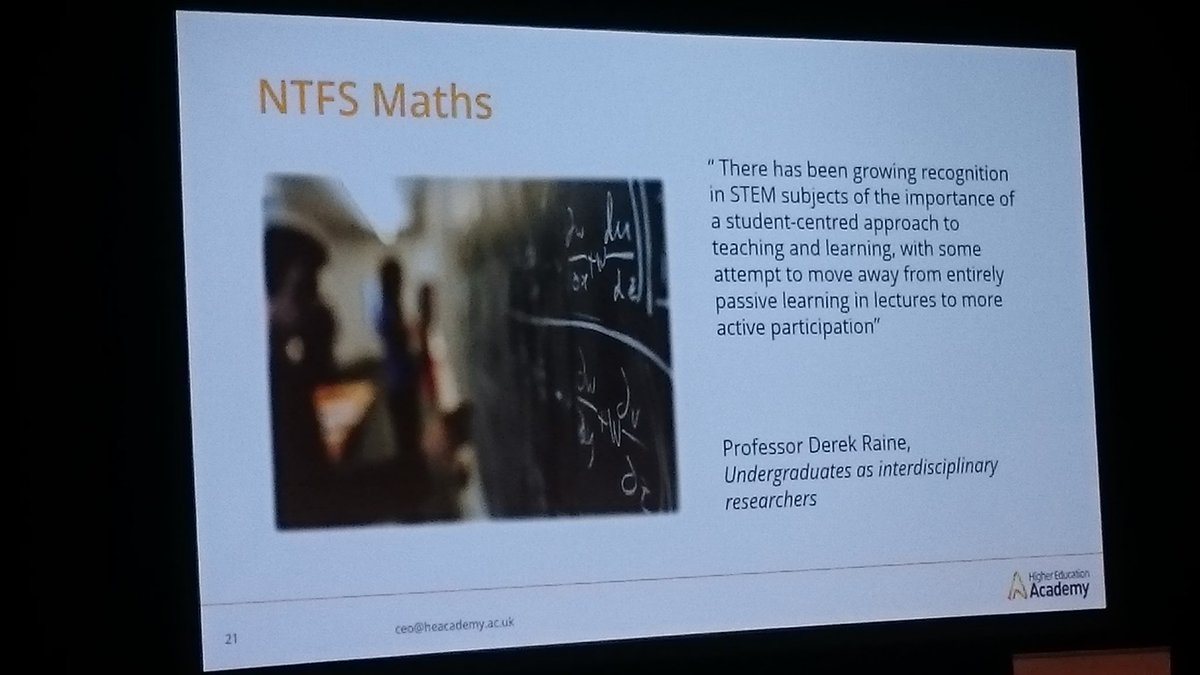 NTFS Maths
“ There has been growing recognition
in STEM subjects of the importance of
a student-centred approach to
teaching and learning, with some
attempt to move away from entirely
passive learning in lectures to more
active participation”
Professor Derek Raine,
Undergraduates as interdisciplinary
researchers
Higher Education
Academy
21
ceo@heacademy.ac.uk